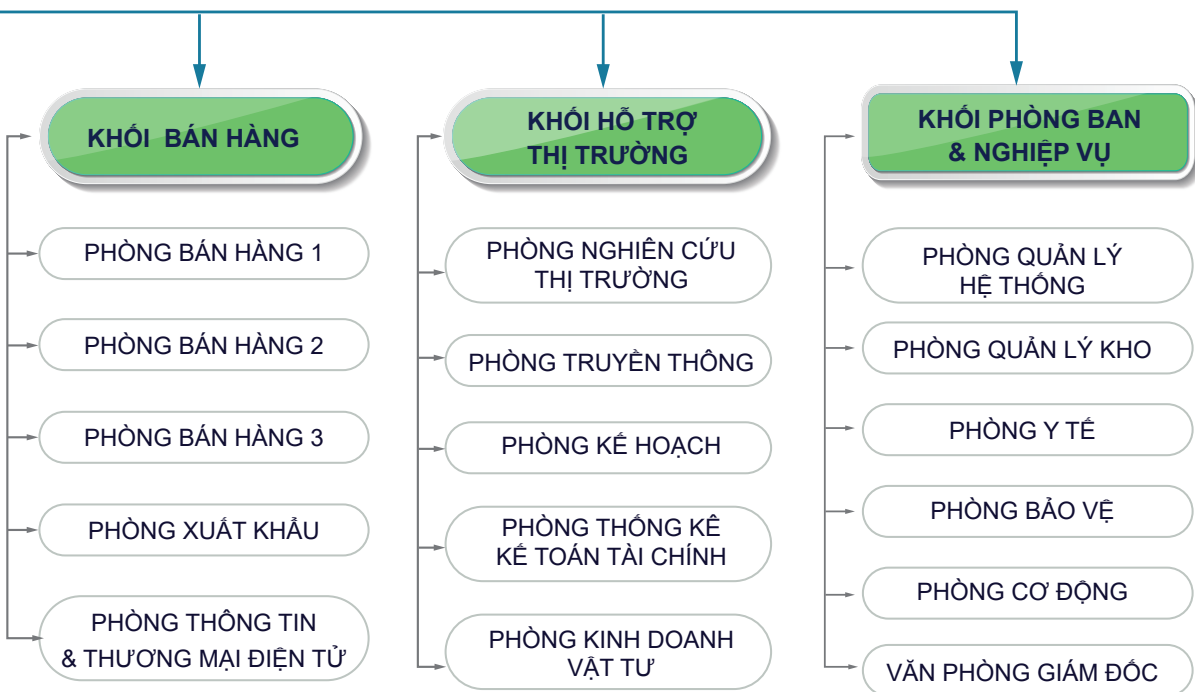 KHỐI BÁN HÀNG
PHÒNG BÁN HÀNG 1
PHÒNG BÁN HÀNG 2
PHÒNG BÁN HÀNG 3
PHÒNG XUẤT KHẨU
PHÒNG THÔNG TIN
& THƯƠNG MẠI ĐIỆN TỬ
KHỐI HỖ TRỢ
THỊ TRƯỜNG
PHÒNG NGHIÊN CỨU
THỊ TRƯỜNG
PHÒNG TRUYỀN THÔNG
PHÒNG KẾ HOẠCH
PHÒNG THỐNG KÊ
KẾ TOÁN TÀI CHÍNH
PHÒNG KINH DOANH
VẬT TƯ
KHỐI PHÒNG BAN
& NGHIỆP VỤ
PHÒNG QUẢN LÝ
HỆ THỐNG
PHÒNG QUẢN LÝ KHO
PHÒNG Y TẾ
PHÒNG BẢO VỆ
PHÒNG CƠ ĐỘNG
VĂN PHÒNG GIÁM ĐỐC